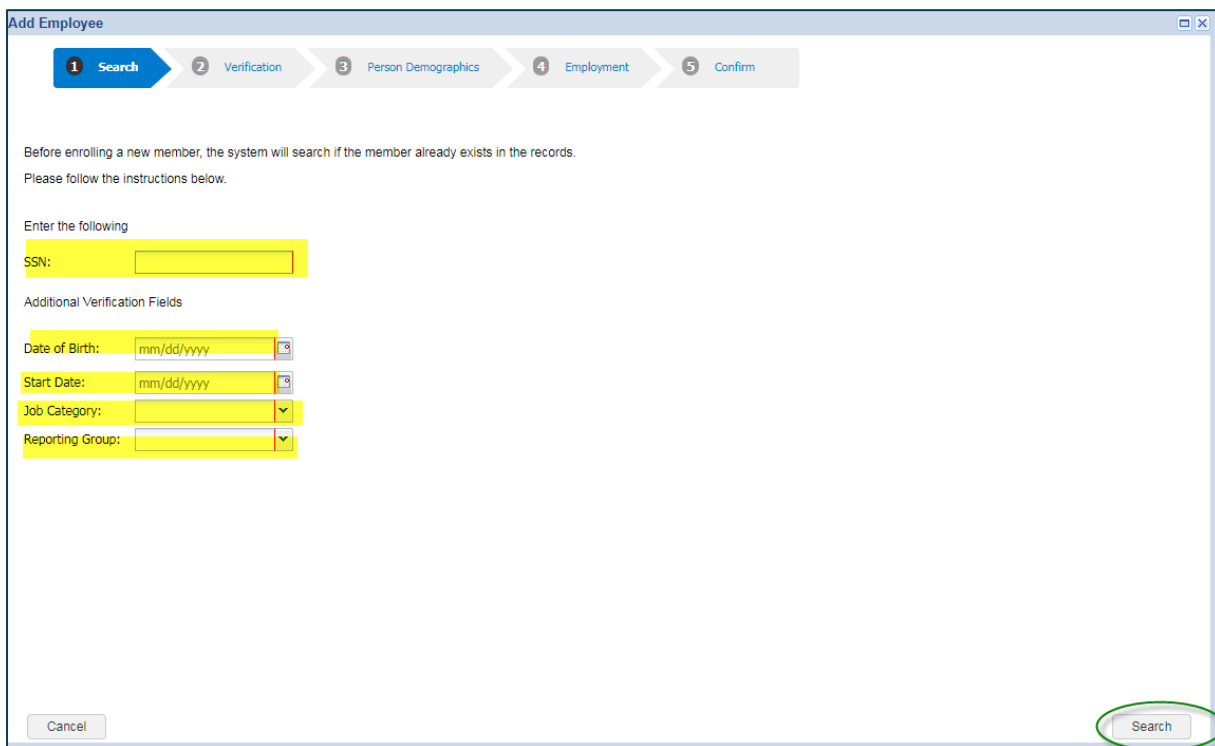 Add Employee
1 Search 2 Verification 3 Person Demographics 4 Employment 5 Confirm
Before enrolling a new member, the system will search if the member already exists in the records.
Please follow the instructions below.
Enter the following
SSN:
Additional Verification Fields
Date of Birth: mm/dd/yyyy
Start Date: mm/dd/yyyy
Job Category:
Reporting Group:
Cancel Search